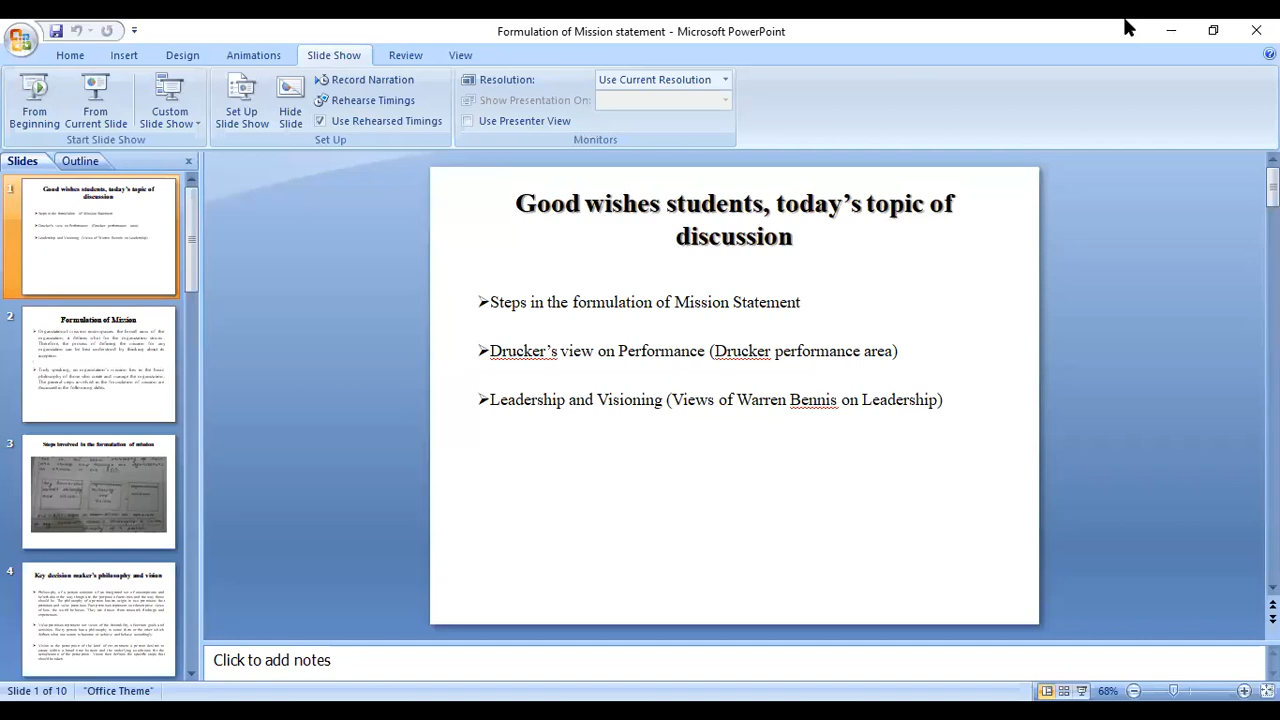 Formulation of Mission statement - Microsoft PowerPoint
Home Insert Design Animations Slide Show Review View
From Beginning
From Current Slide
Custom Slide Show
Start Slide Show
Set Up Slide Show
Hide Slide
Record Narration
Rehearse Timings
Use Rehearsed Timings
Set Up
Resolution: Use Current Resolution
Show Presentation On:
Use Presenter View
Monitors
Slides Outline
1
Good wishes students, today's topic of
discussion
2
Formulation of Mission
3
Steps involved in the formulation of mission
4
Key decision maker's philosophy and vision
Good wishes students, today's topic of
discussion
➢Steps in the formulation of Mission Statement
➢Drucker's view on Performance (Drucker performance area)
➢Leadership and Visioning (Views of Warren Bennis on Leadership)
Click to add notes
Slide 1 of 10 "Office Theme" 68%